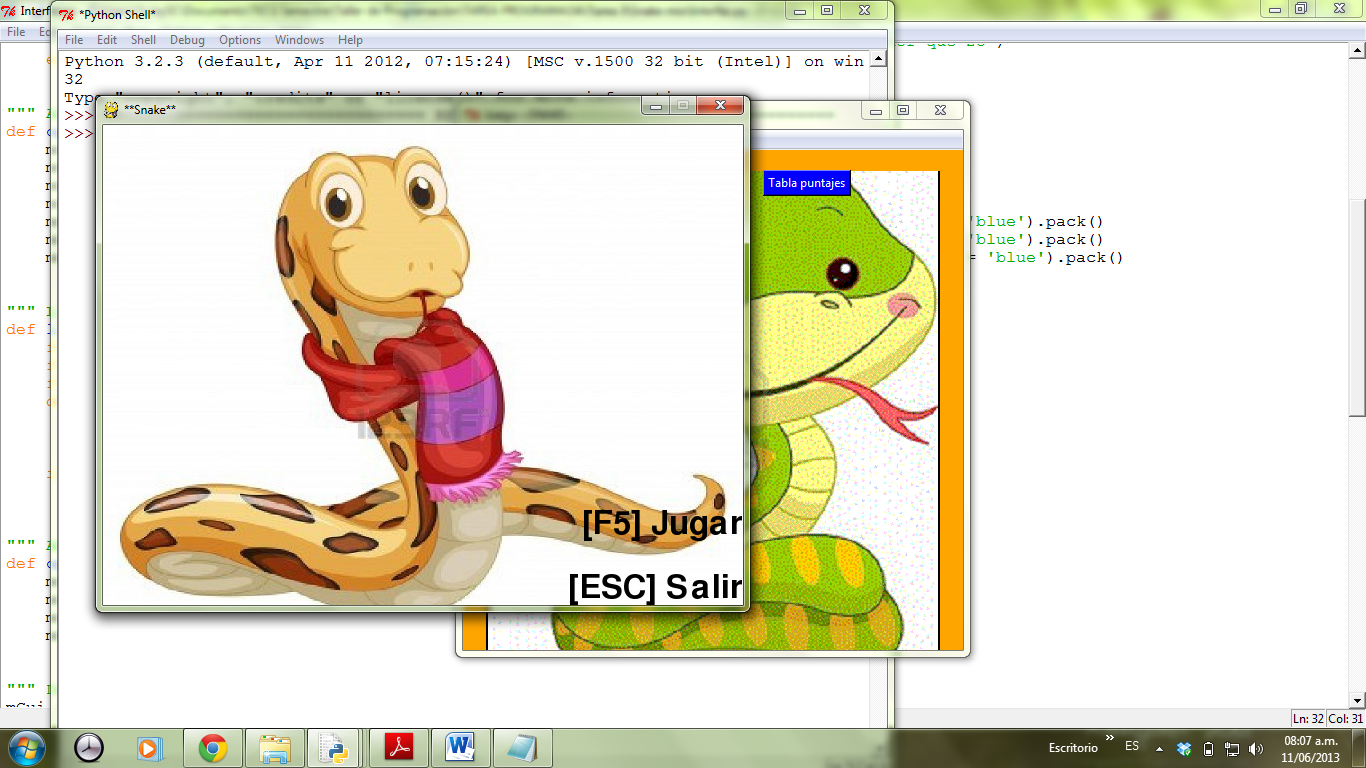 Interf
*Python Shell*
File Edit Shell Debug Options Windows Help
File
Python 3.2.3 (default, Apr 11 2012, 07:15:24) [MSC v.1500 32 bit (Intel)] on win
32
>>>
>>>
**Snake**
Tabla puntajes
[F5] Jugar
[ESC] Salir
"""
def
"""
def
"""
def
"""
'blue').pack()
'blue').pack()
= 'blue').pack()
Ln: 32 Col: 31
Escritorio » ES
08:07 a.m.
11/06/2013